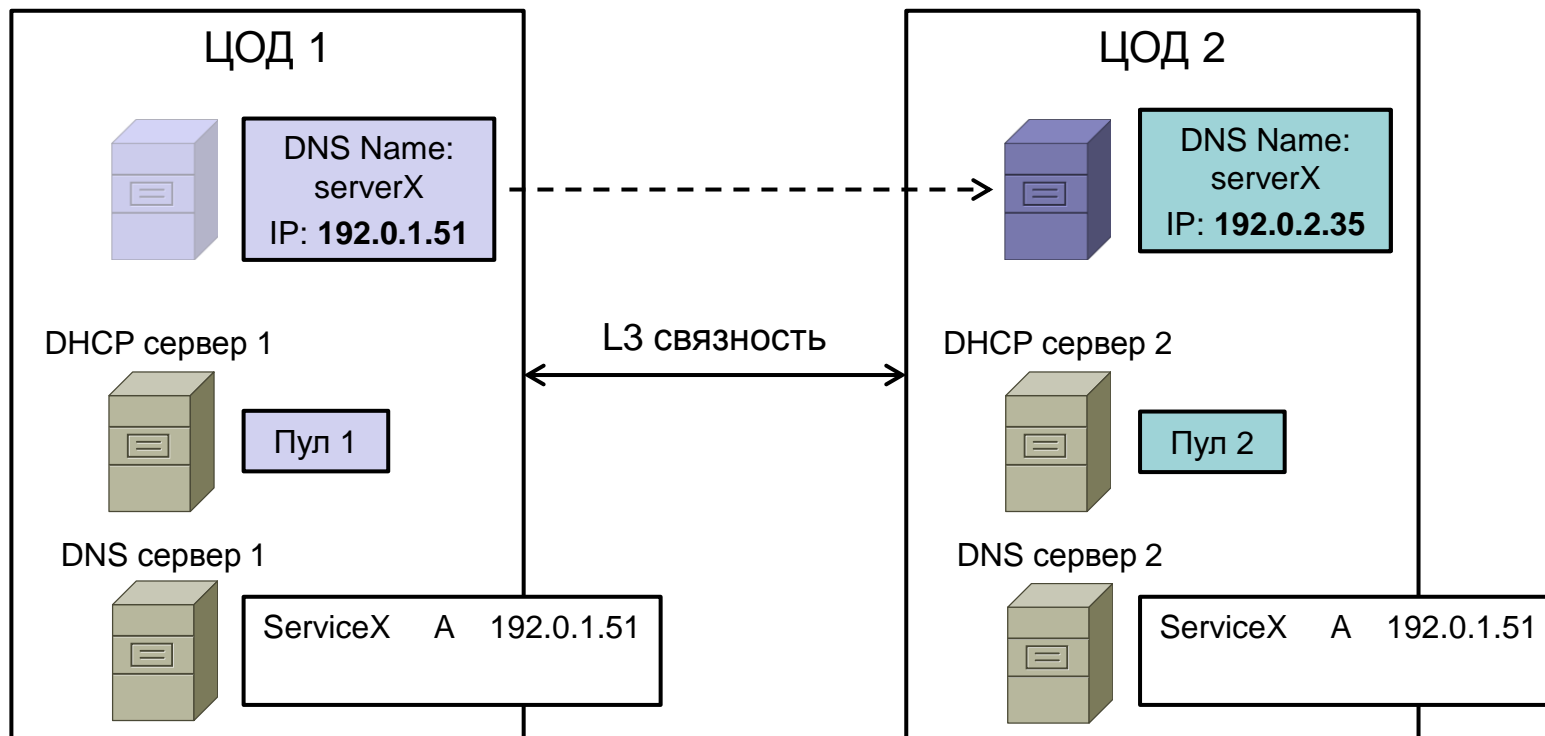 ЦОД 1
DNS Name:
serverX
IP: 192.0.1.51
DHCP сервер 1
Пул 1
DNS сервер 1
ServiceX A 192.0.1.51
L3 связность
ЦОД 2
DNS Name:
serverX
IP: 192.0.2.35
DHCP сервер 2
Пул 2
DNS сервер 2
ServiceX A 192.0.1.51